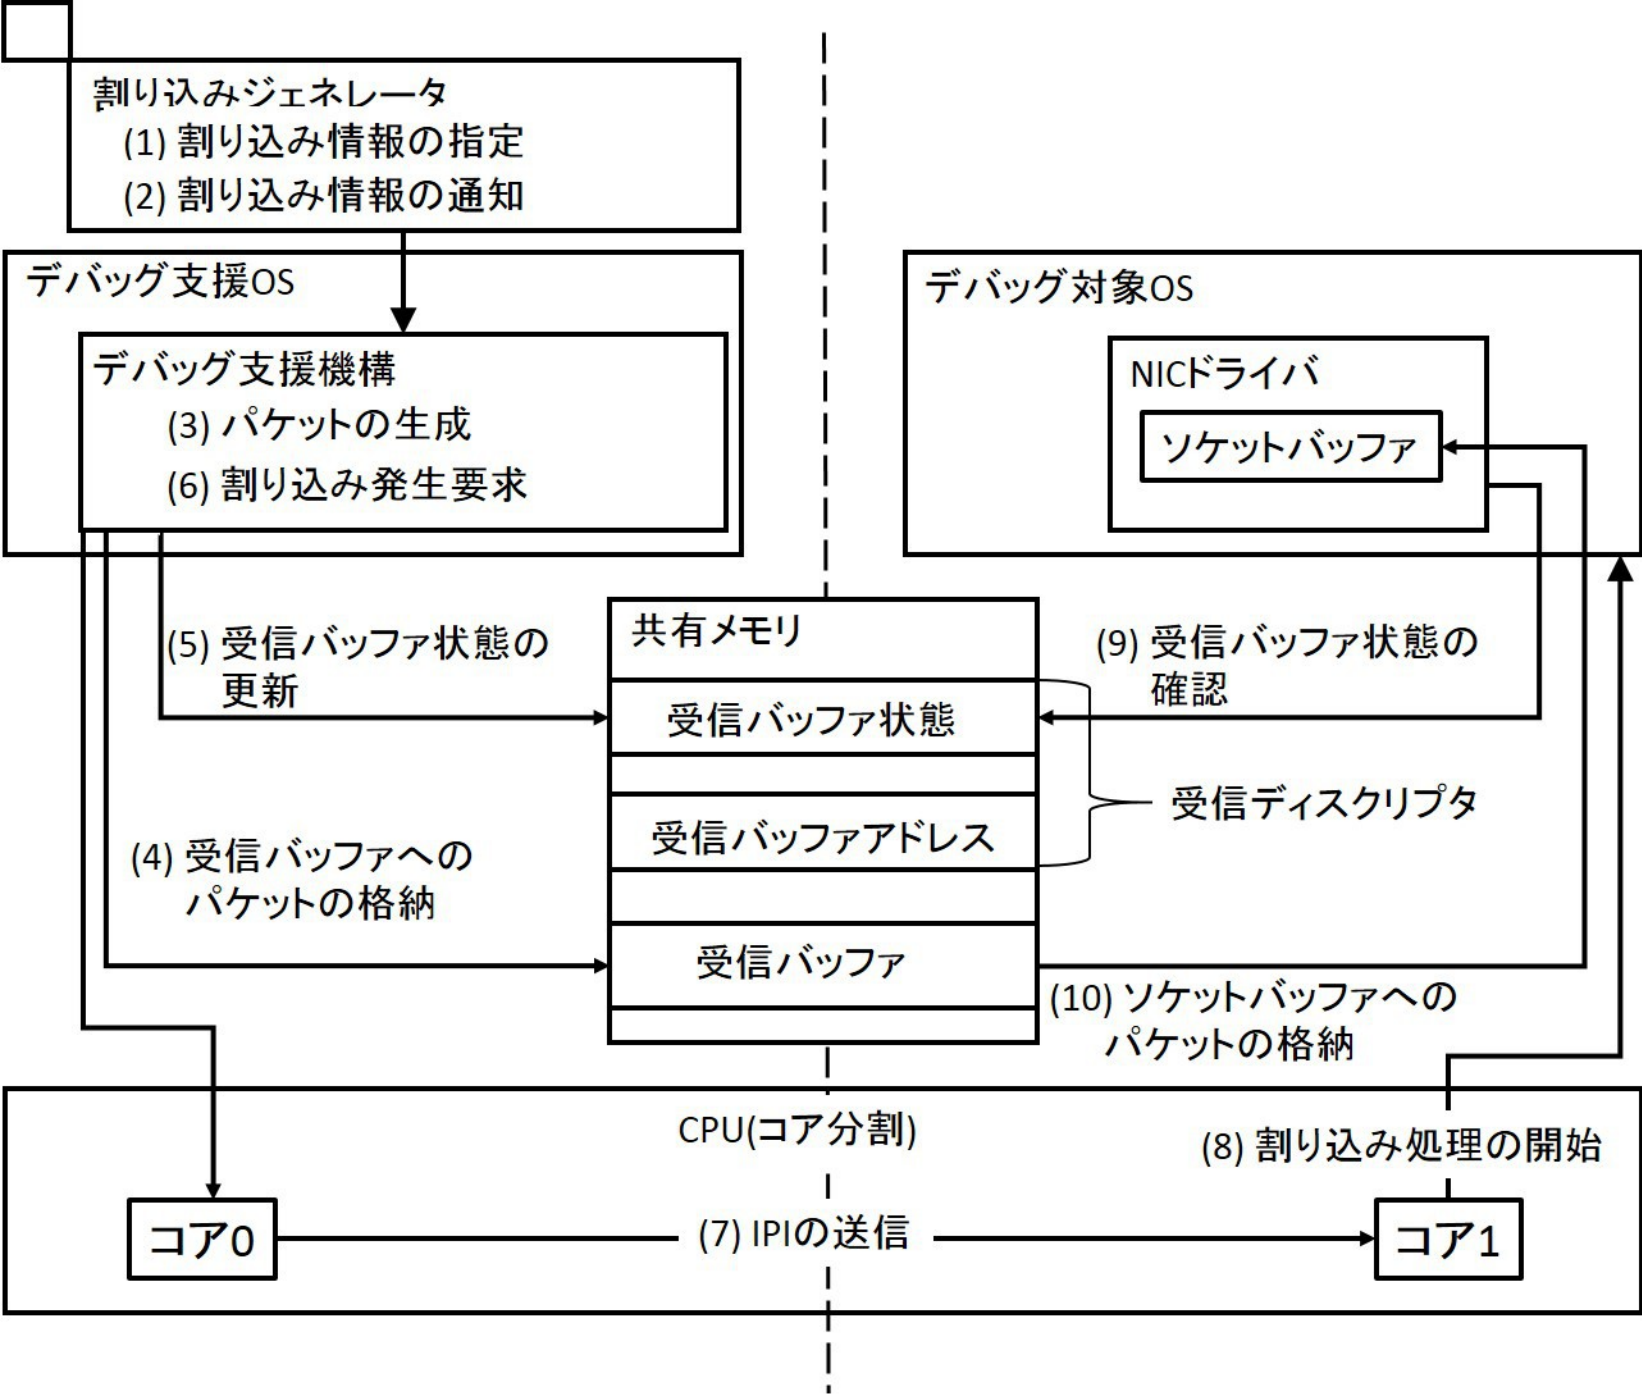 割り込みジェネレータ
(1) 割り込み情報の指定
(2) 割り込み情報の通知
デバッグ支援OS
デバッグ支援機構
(3) パケットの生成
(6) 割り込み発生要求
デバッグ対象OS
NICドライバ
ソケットバッファ
(5) 受信バッファ状態の
更新
共有メモリ
受信バッファ状態
受信バッファアドレス
受信バッファ
(9) 受信バッファ状態の
確認
受信ディスクリプタ
(4) 受信バッファへの
パケットの格納
(10) ソケットバッファへの
パケットの格納
CPU(コア分割)
(8) 割り込み処理の開始
コア0
(7) IPIの送信
コア1